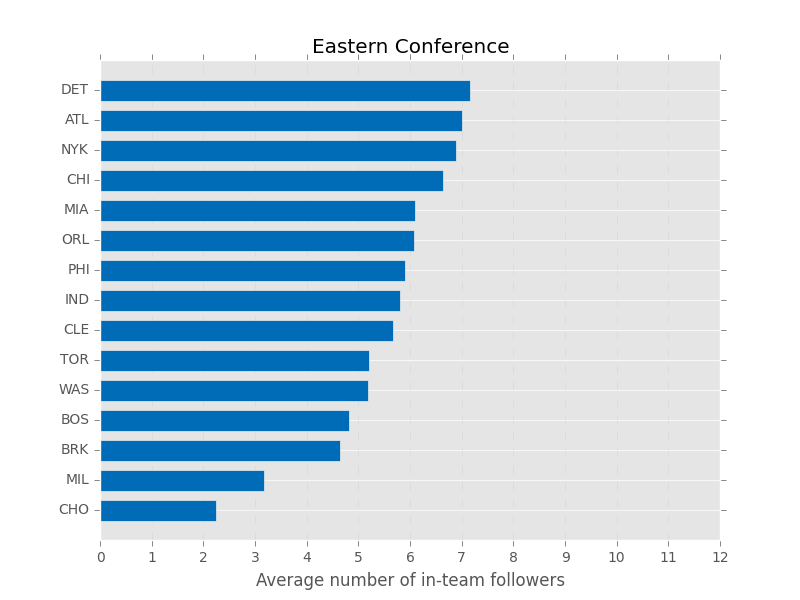 Eastern Conference
DET
ATL
NYK
CHI
MIA
ORL
PHI
IND
CLE
TOR
WAS
BOS
BRK
MIL
CHO
0 1 2 3 4 5 6 7 8 9 10 11 12
Average number of in-team followers